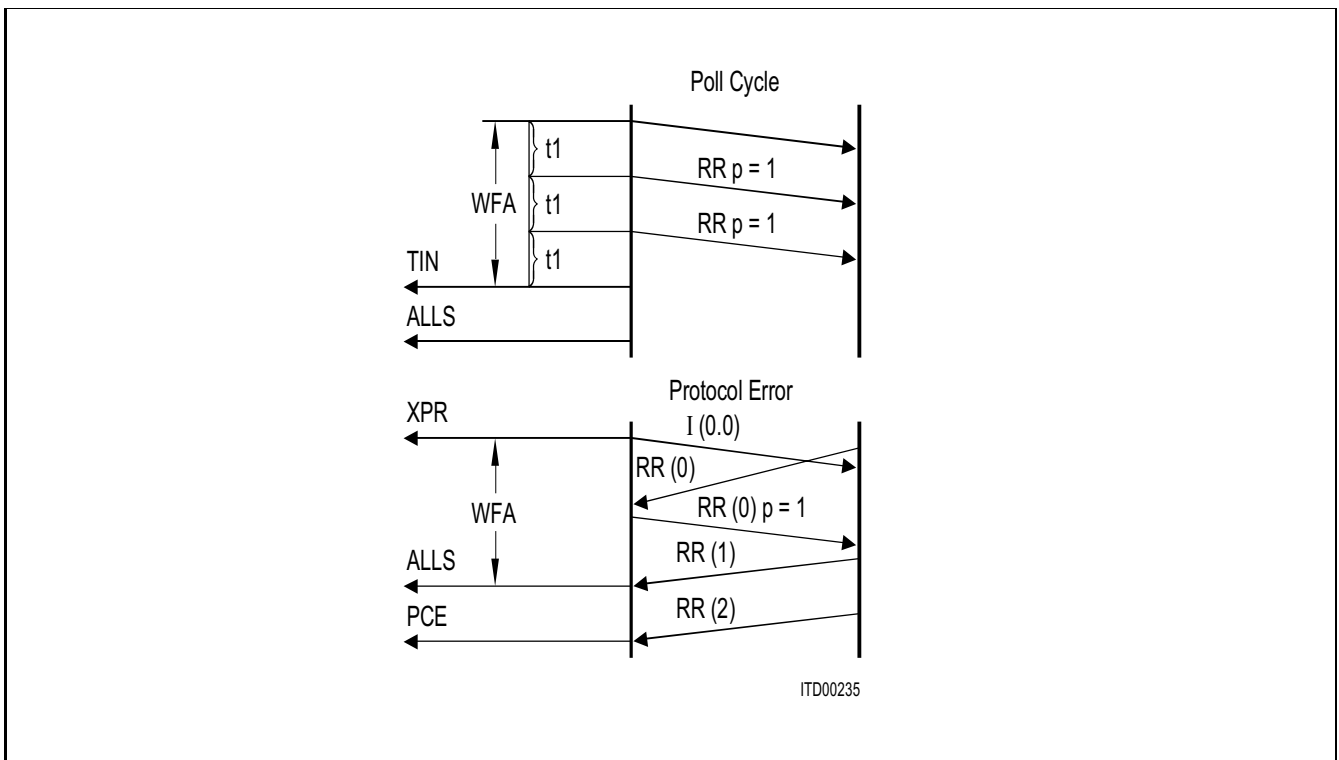 Poll Cycle
t1
RR p = 1
WFA
t1
RR p = 1
t1
TIN
ALLS
Protocol Error
XPR
I (0.0)
RR (0)
WFA
RR (0) p = 1
RR (1)
ALLS
RR (2)
PCE
ITD00235